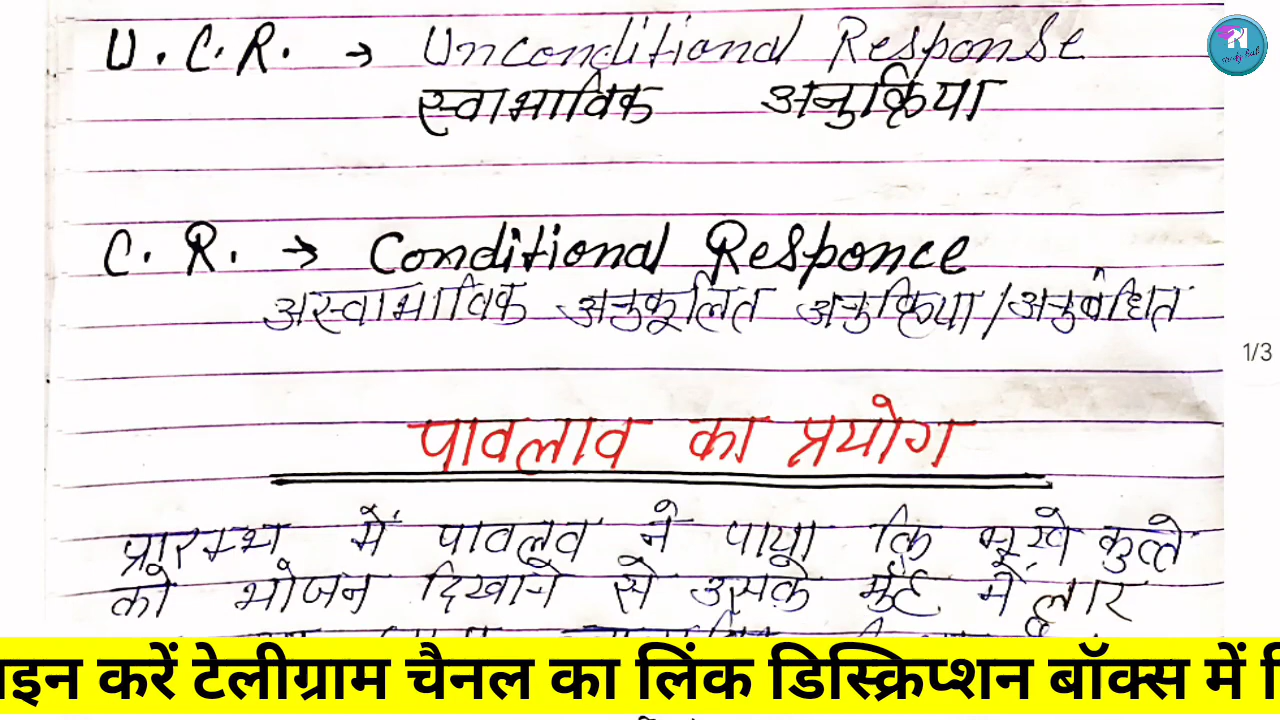 U.C.R. → Unconditional Response
स्वाभाविक अनुक्रिया
C.R. → Conditional Responce
अस्वाभाविक अनुकूलित अनुक्रिया/अनुबंधित
1/3
पावलाव का प्रयोग
प्रारम्भ में पावलव ने पाया कि भूखे कुत्ते
को भोजन दिखाने से उसके मुँह में लार
करें टेलीग्राम चैनल का लिंक डिस्क्रिप्शन बॉक्स में